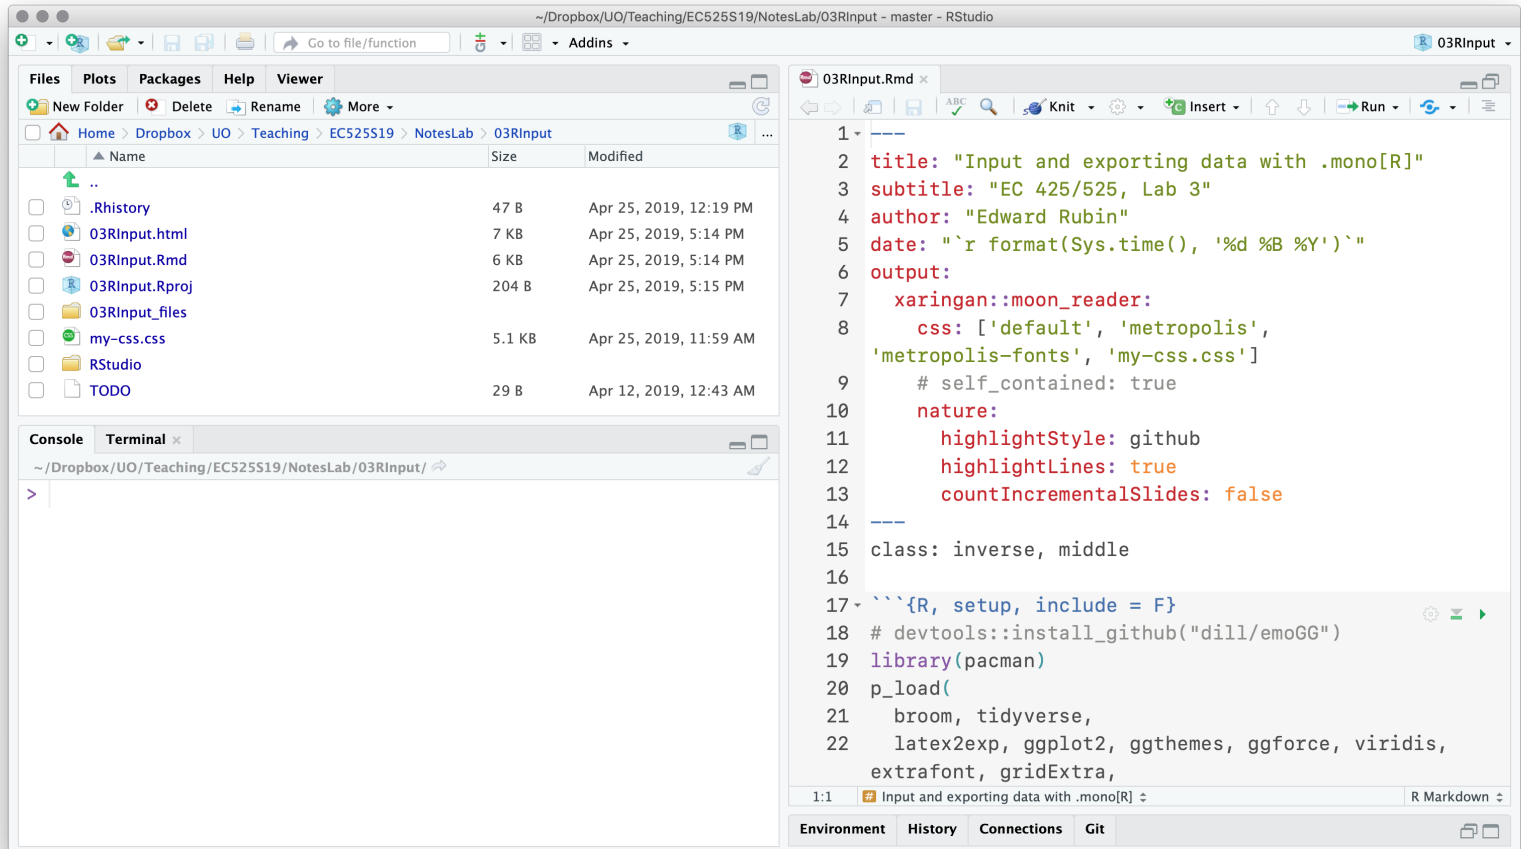 ~/Dropbox/UO/Teaching/EC525S19/NotesLab/03RInput - master - RStudio
Go to file/function
Addins
03RInput
Files Plots Packages Help Viewer
New Folder Delete Rename More
Home Dropbox UO Teaching EC525S19 NotesLab 03RInput ...
Name Size Modified
..
.Rhistory 47 B Apr 25, 2019, 12:19 PM
03RInput.html 7 KB Apr 25, 2019, 5:14 PM
03RInput.Rmd 6 KB Apr 25, 2019, 5:14 PM
03RInput.Rproj 204 B Apr 25, 2019, 5:15 PM
03RInput_files
my-css.css 5.1 KB Apr 25, 2019, 11:59 AM
RStudio
TODO 29 B Apr 12, 2019, 12:43 AM
Console Terminal
~/Dropbox/UO/Teaching/EC525S19/NotesLab/03RInput/
>
03RInput.Rmd
ABC Knit Insert Run
1 ---
2 title: "Input and exporting data with .mono[R]"
3 subtitle: "EC 425/525, Lab 3"
4 author: "Edward Rubin"
5 date: "`r format(Sys.time(), '%d %B %Y')`"
6 output:
7 xaringan::moon_reader:
8 css: ['default', 'metropolis',
'metropolis-fonts', 'my-css.css']
9 # self_contained: true
10 nature:
11 highlightStyle: github
12 highlightLines: true
13 countIncrementalSlides: false
14 ---
15 class: inverse, middle
16
17 ```{R, setup, include = F}
18 # devtools::install_github("dill/emoGG")
19 library(pacman)
20 p_load(
21 broom, tidyverse,
22 latex2exp, ggplot2, ggthemes, ggforce, viridis,
extrafont, gridExtra,
1:1 # Input and exporting data with .mono[R] R Markdown
Environment History Connections Git